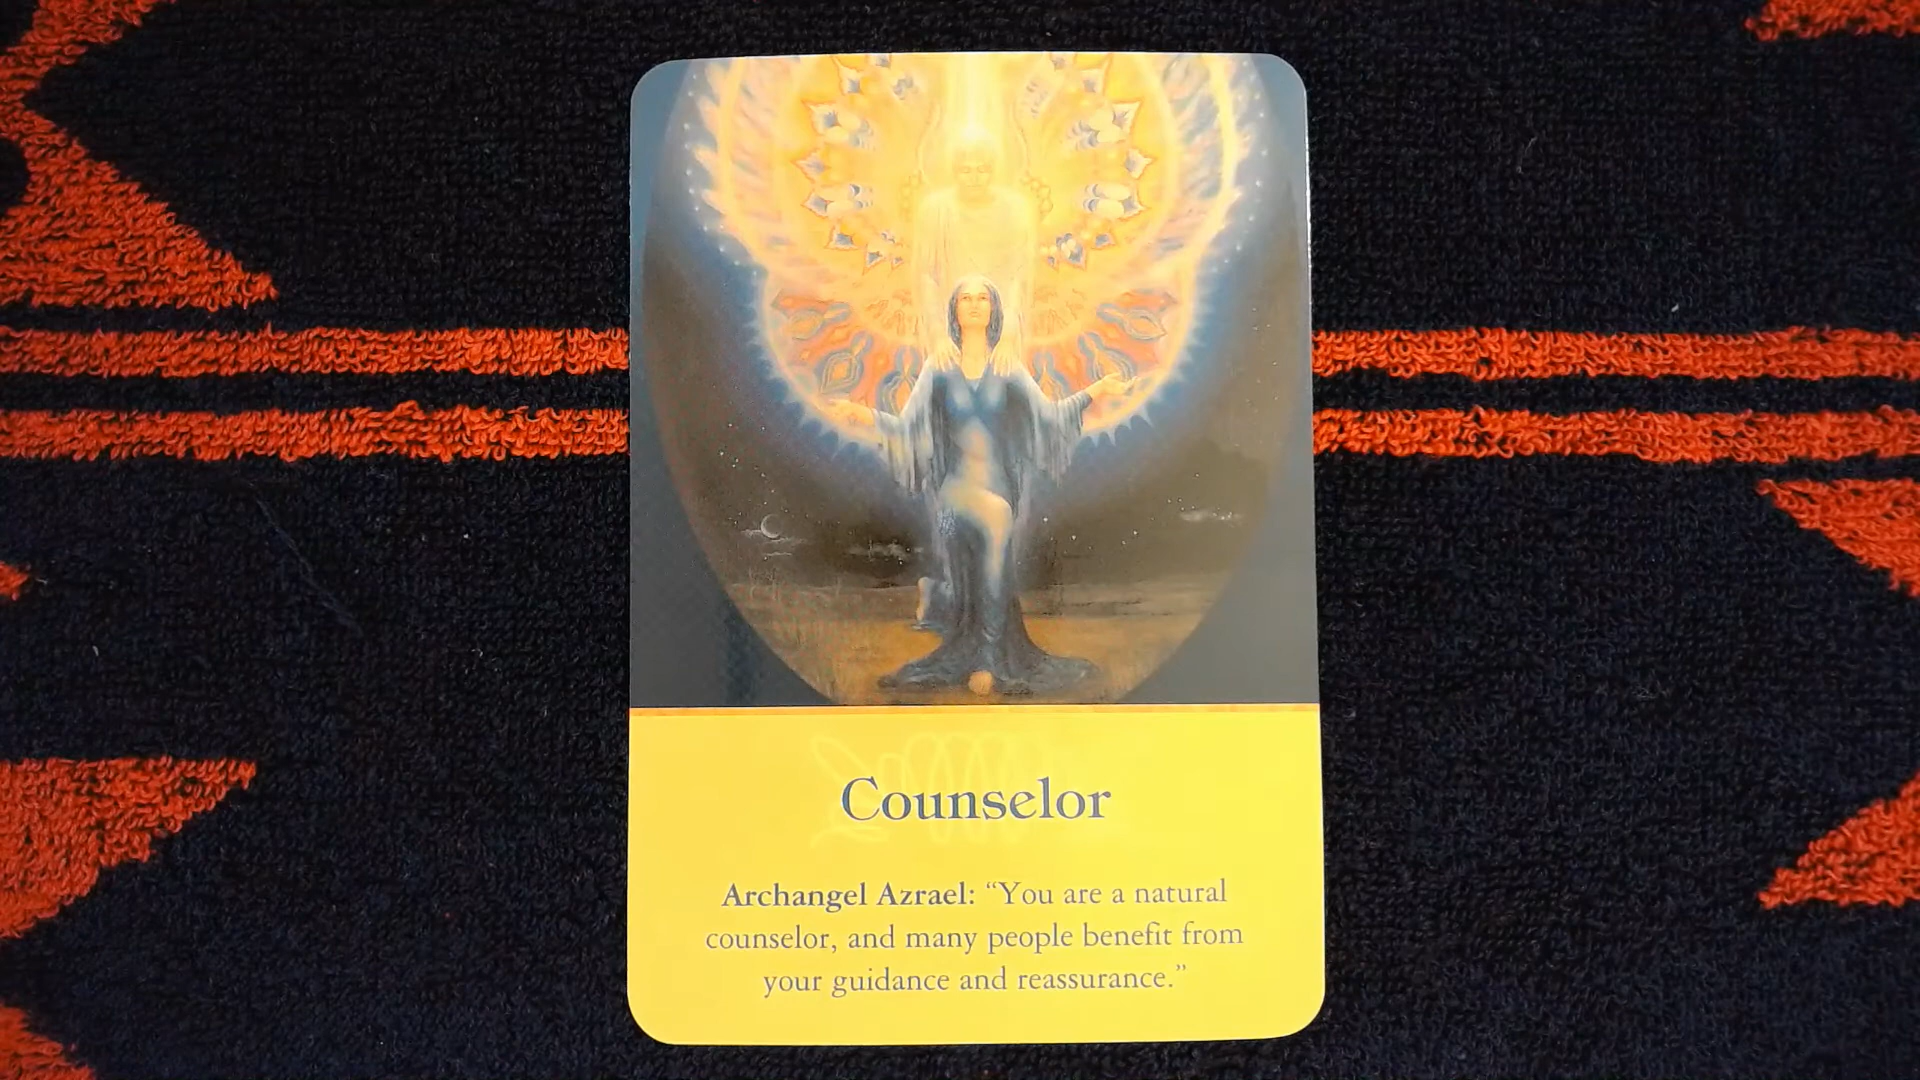 Counselor
Archangel Azrael: “You are a natural
counselor, and many people benefit from
your guidance and reassurance.”